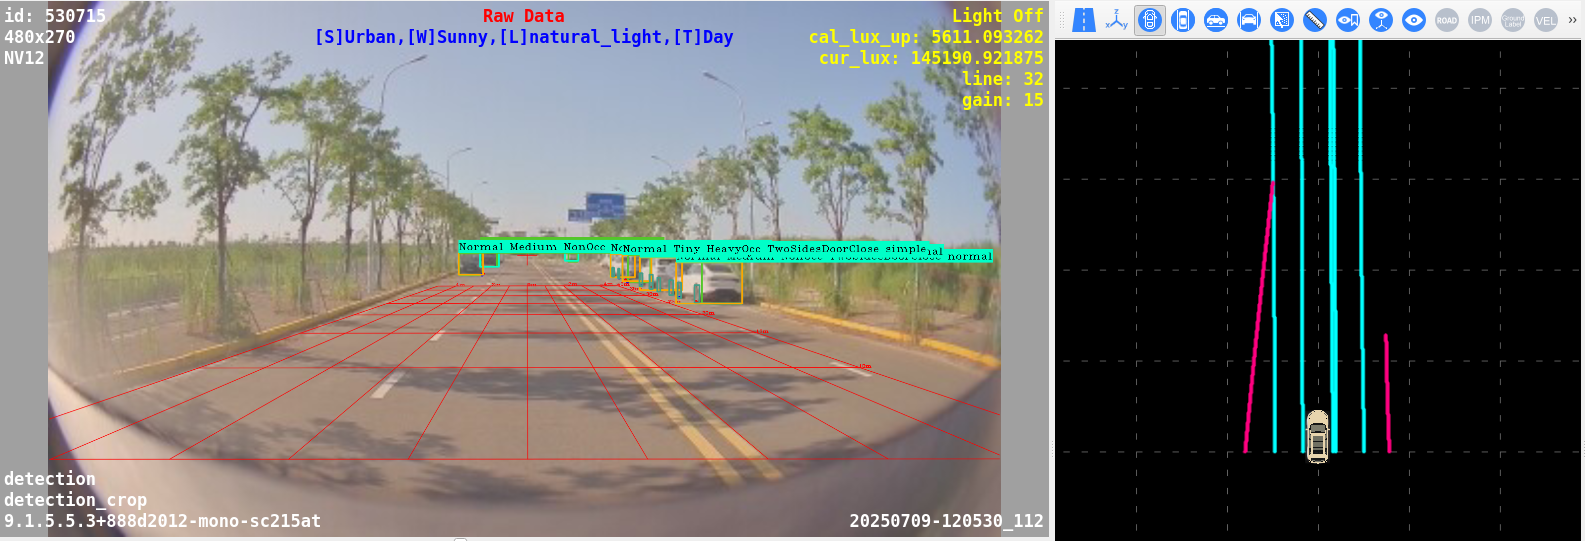 id: 530715
480x270
NV12
Raw Data
[S]Urban,[W]Sunny,[L]natural_light,[T]Day
Light Off
cal_lux_up: 5611.093262
cur_lux: 145190.921875
line: 32
gain: 15
Normal Medium NonOcc
Normal Tiny HeavyOcc TwoSidesDoorClose simple
normal
detection
detection_crop
9.1.5.5.3+888d2012-mono-sc215at
20250709-120530_112
Z
X
Y
ROAD
IPM
Ground
Label
VEL
»